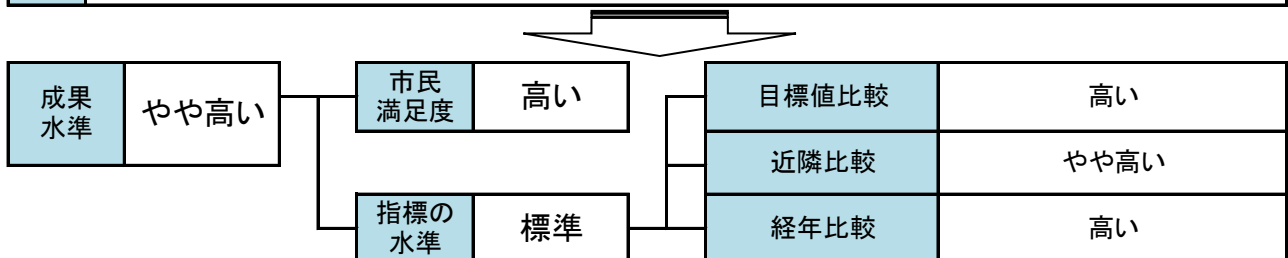 成果
水準
やや高い
市民
満足度
高い
指標の
水準
標準
目標値比較
高い
近隣比較
やや高い
経年比較
高い